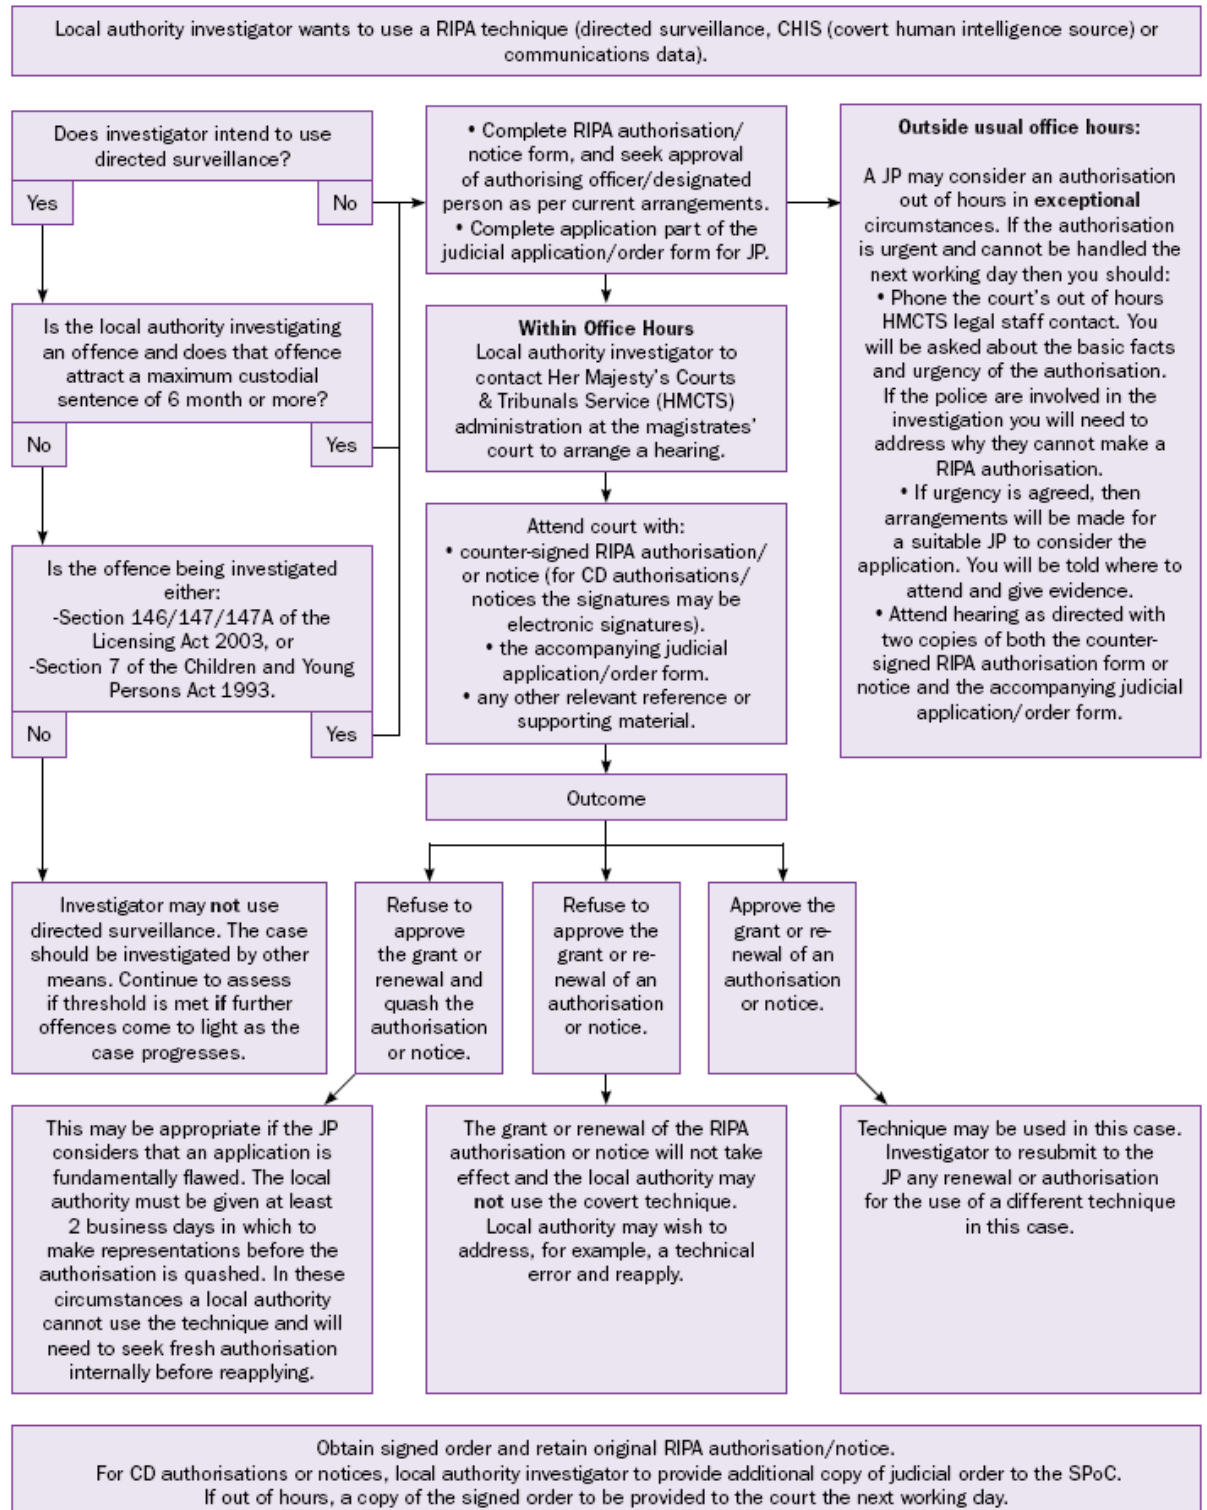 Local authority investigator wants to use a RIPA technique (directed surveillance, CHIS (covert human intelligence source) or
communications data).
Does investigator intend to use
directed surveillance?
Yes
No
Is the local authority investigating
an offence and does that offence
attract a maximum custodial
sentence of 6 month or more?
No
Yes
Is the offence being investigated
either:
-Section 146/147/147A of the
Licensing Act 2003, or
-Section 7 of the Children and Young
Persons Act 1993.
No
Yes
Investigator may not use
directed surveillance. The case
should be investigated by other
means. Continue to assess
if threshold is met if further
offences come to light as the
case progresses.
• Complete RIPA authorisation/
notice form, and seek approval
of authorising officer/designated
person as per current arrangements.
• Complete application part of the
judicial application/order form for JP.
Within Office Hours
Local authority investigator to
contact Her Majesty's Courts
& Tribunals Service (HMCTS)
administration at the magistrates'
court to arrange a hearing.
Attend court with:
• counter-signed RIPA authorisation/
or notice (for CD authorisations/
notices the signatures may be
electronic signatures).
• the accompanying judicial
application/order form.
• any other relevant reference or
supporting material.
Outside usual office hours:
A JP may consider an authorisation
out of hours in exceptional
circumstances. If the authorisation
is urgent and cannot be handled the
next working day then you should:
• Phone the court's out of hours
HMCTS legal staff contact. You
will be asked about the basic facts
and urgency of the authorisation.
If the police are involved in the
investigation you will need to
address why they cannot make a
RIPA authorisation.
• If urgency is agreed, then
arrangements will be made for
a suitable JP to consider the
application. You will be told where to
attend and give evidence.
• Attend hearing as directed with
two copies of both the counter-
signed RIPA authorisation form or
notice and the accompanying judicial
application/order form.
Outcome
Refuse to
approve
the grant or
renewal and
quash the
authorisation
or notice.
Refuse to
approve the
grant or re-
newal of an
authorisation
or notice.
Approve the
grant or re-
newal of an
authorisation
or notice.
This may be appropriate if the JP
considers that an application is
fundamentally flawed. The local
authority must be given at least
2 business days in which to
make representations before the
authorisation is quashed. In these
circumstances a local authority
cannot use the technique and will
need to seek fresh authorisation
internally before reapplying.
The grant or renewal of the RIPA
authorisation or notice will not take
effect and the local authority may
not use the covert technique.
Local authority may wish to
address, for example, a technical
error and reapply.
Technique may be used in this case.
Investigator to resubmit to the
JP any renewal or authorisation
for the use of a different technique
in this case.
Obtain signed order and retain original RIPA authorisation/notice.
For CD authorisations or notices, local authority investigator to provide additional copy of judicial order to the SPoC.
If out of hours, a copy of the signed order to be provided to the court the next working day.